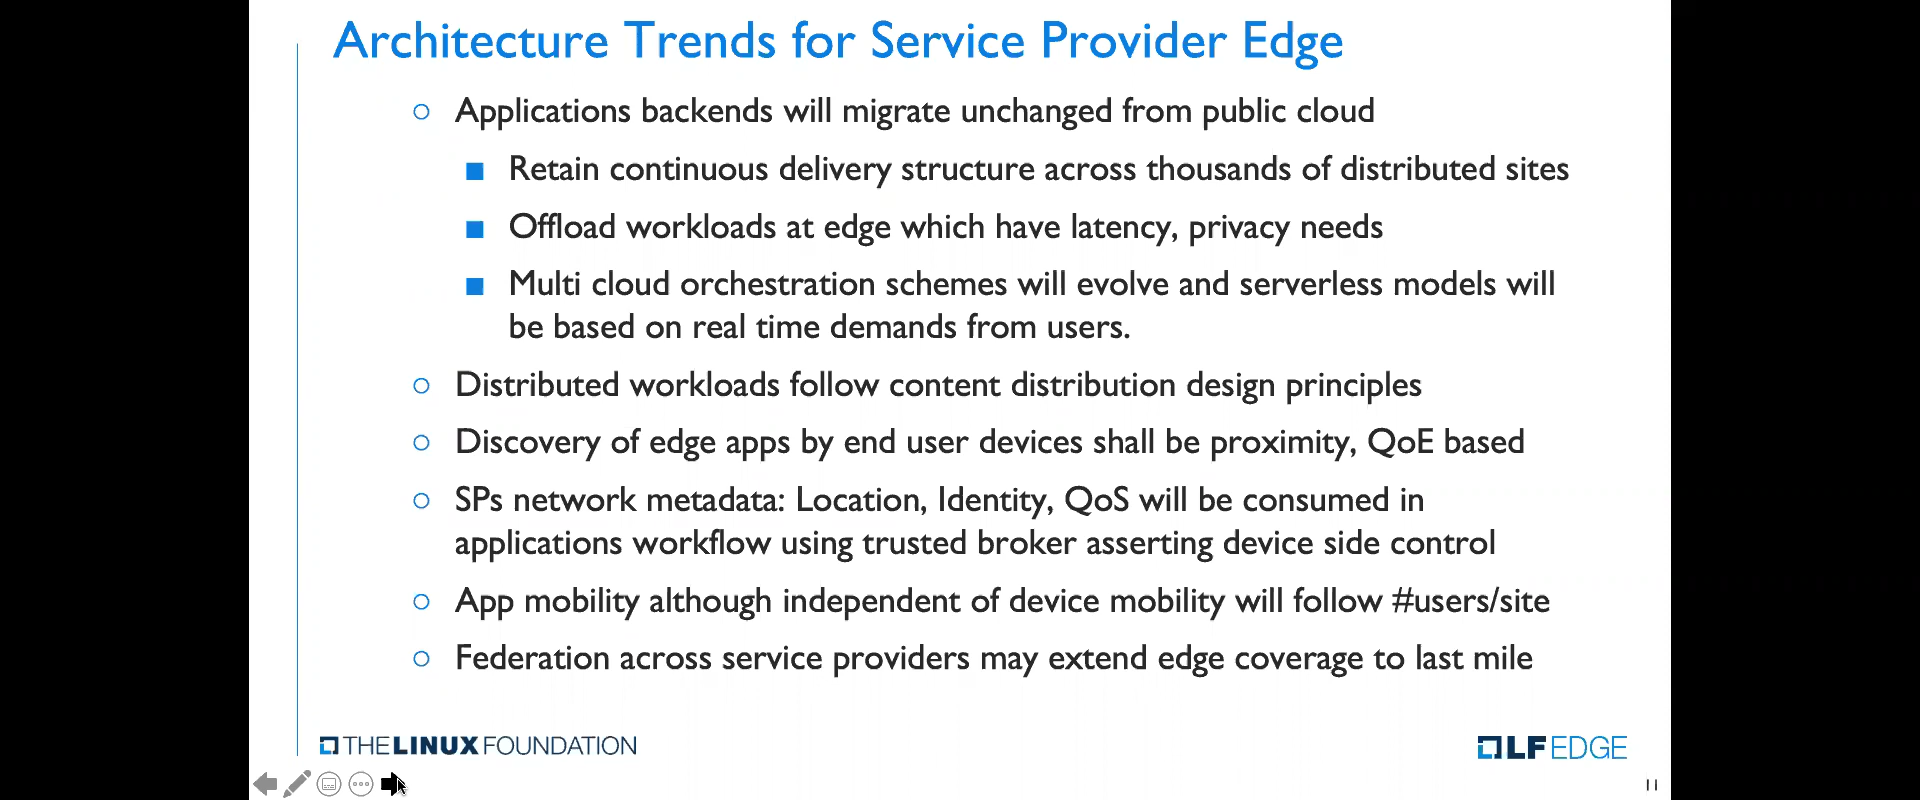 Architecture Trends for Service Provider Edge
Applications backends will migrate unchanged from public cloud
Retain continuous delivery structure across thousands of distributed sites
Offload workloads at edge which have latency, privacy needs
Multi cloud orchestration schemes will evolve and serverless models will
be based on real time demands from users.
Distributed workloads follow content distribution design principles
Discovery of edge apps by end user devices shall be proximity, QoE based
SPs network metadata: Location, Identity, QoS will be consumed in
applications workflow using trusted broker asserting device side control
App mobility although independent of device mobility will follow #users/site
Federation across service providers may extend edge coverage to last mile
THE LINUX FOUNDATION
LF EDGE
11